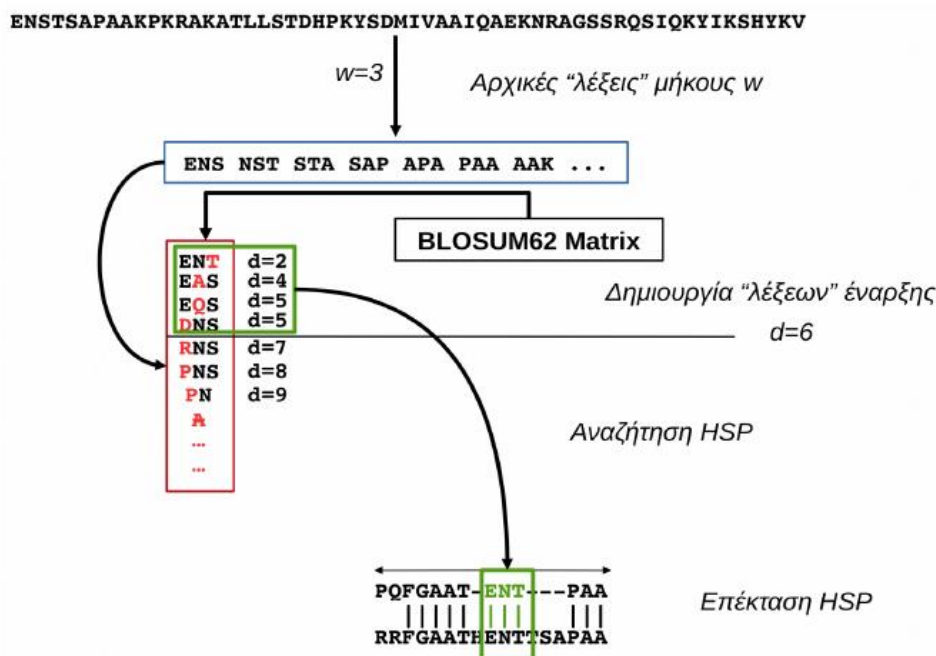 ENSTSAPAAKPKRAKATLLSTDHPKYSDMIVAAIQAEKNRAGSSRQSIQKYIKSHYKV
w=3
Αρχικές “λέξεις” μήκους w
ENS NST STA SAP APA PAA AAK ...
BLOSUM62 Matrix
ENT d=2
EAS d=4
EQS d=5
DNS d=5
Δημιουργία “λέξεων” έναρξης
d=6
RNS d=7
PNS d=8
PN d=9
A
...
...
Αναζήτηση HSP
PQFGAAT-ENT---PAA
Επέκταση HSP
RRFGAATHENTTSAPAA